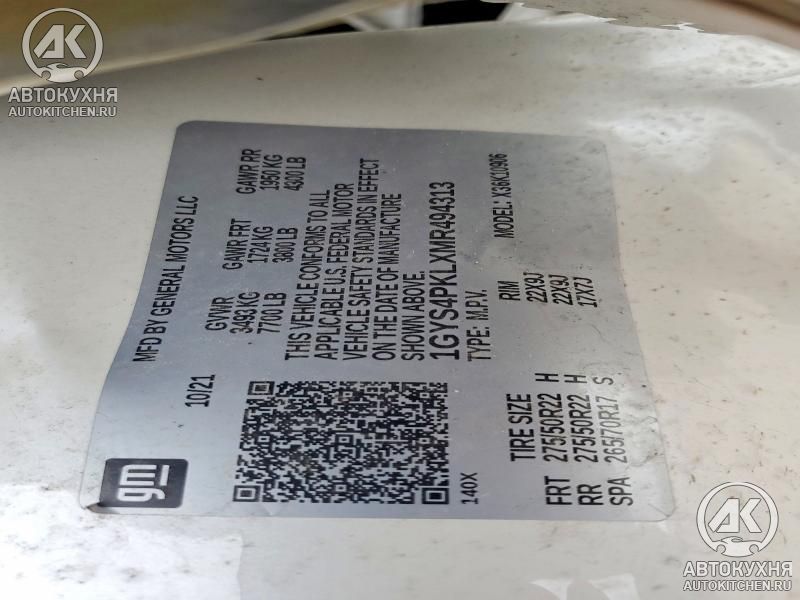 AK
АВТОКУХНЯ
AUTOKITCHEN.RU
MFD BY GENERAL MOTORS LLC
gm
10/21
GVWR GAWR FRT GAWR RR
3493 KG 1724 KG 1950 KG
7700 LB 3800 LB 4300 LB
THIS VEHICLE CONFORMS TO ALL
APPLICABLE U.S. FEDERAL MOTOR
VEHICLE SAFETY STANDARDS IN EFFECT
ON THE DATE OF MANUFACTURE
SHOWN ABOVE.
1GYS4PKLXMR494313
TYPE: M.P.V. MODEL: X36K10906
140X
TIRE SIZE RIM
FRT 275/50R22 H 22X9J
RR 275/50R22 H 22X9J
SPA 265/70R17 S 17X7J
AK
АВТОКУХНЯ
AUTOKITCHEN.RU